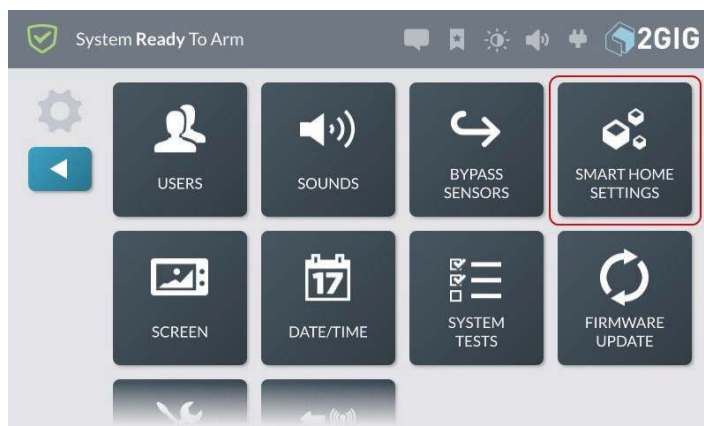 System Ready To Arm
2GIG
USERS
SOUNDS
BYPASS
SENSORS
SMART HOME
SETTINGS
SCREEN
17
DATE/TIME
SYSTEM
TESTS
FIRMWARE
UPDATE